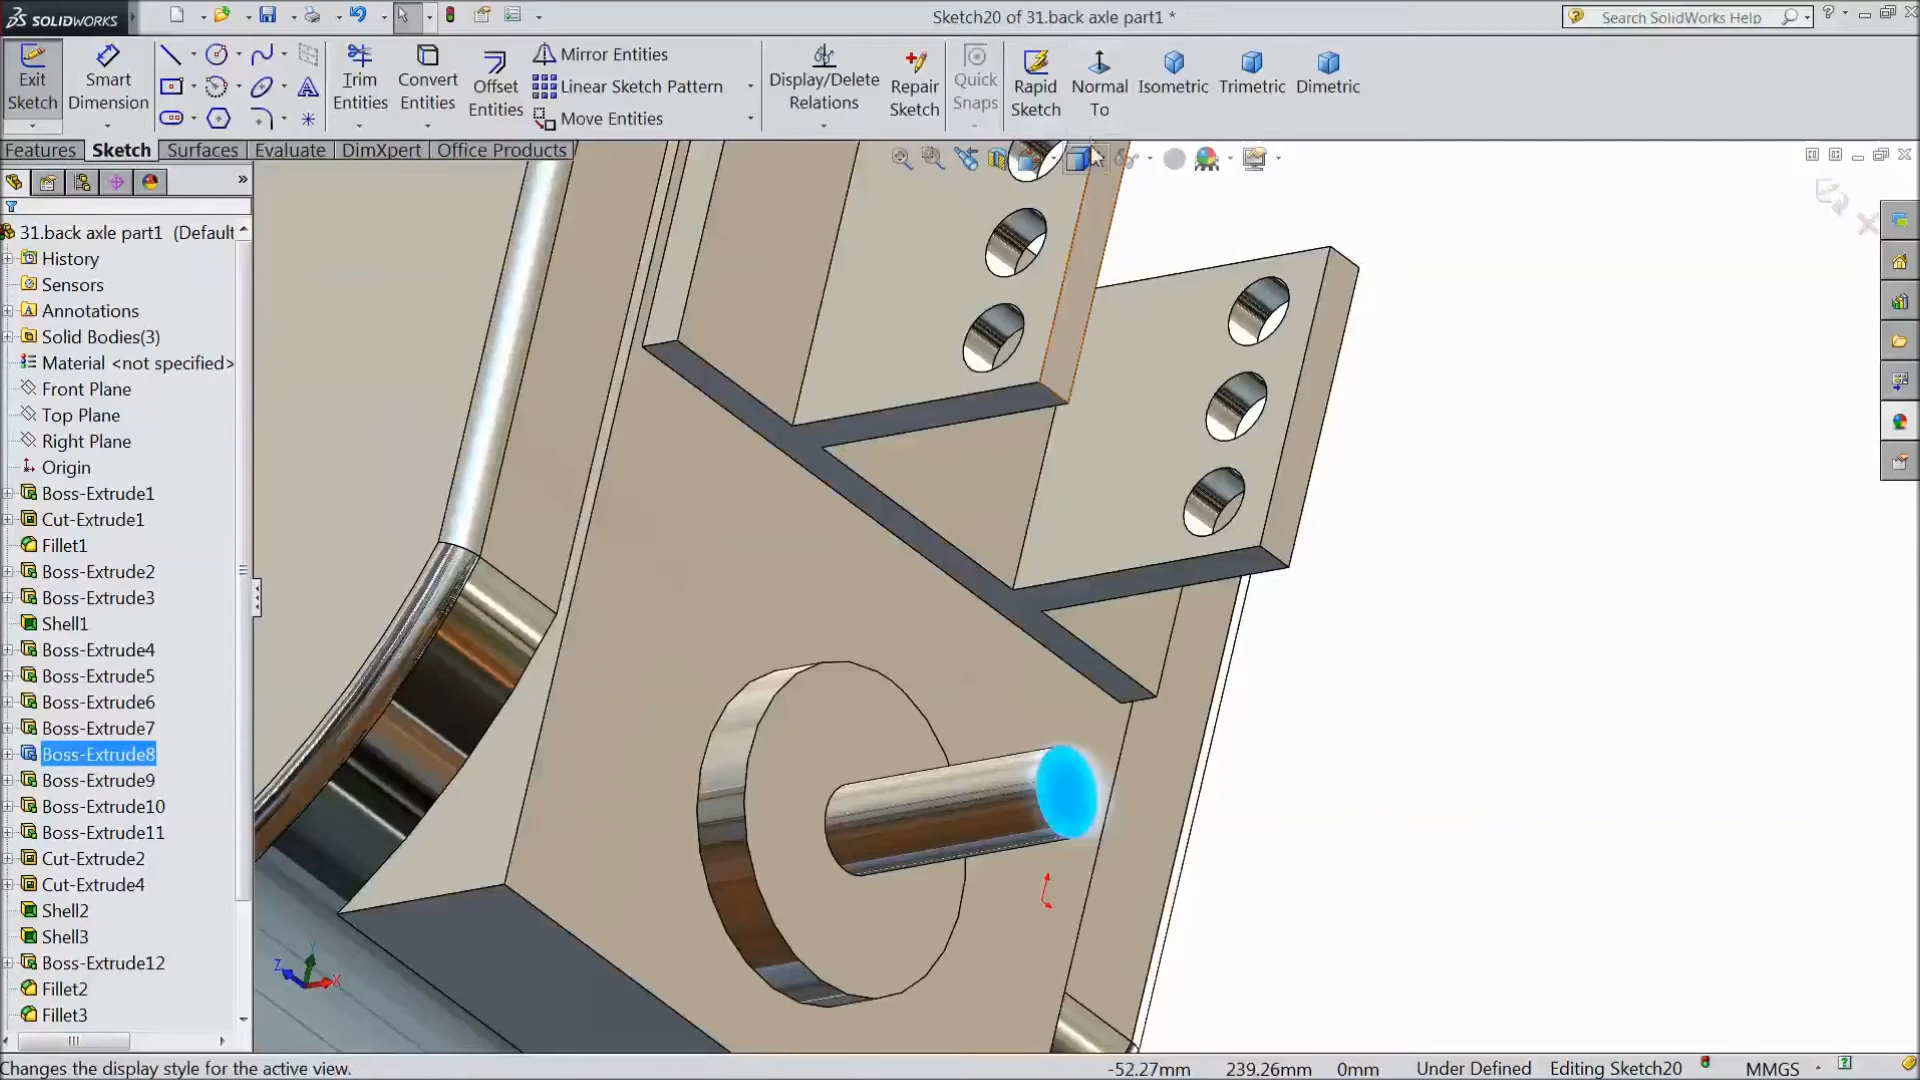 SOLIDWORKS
Sketch20 of 31.back axle part1 *
Search SolidWorks Help
Exit Sketch
Smart Dimension
Trim Entities
Convert Entities
Offset Entities
Mirror Entities
Linear Sketch Pattern
Move Entities
Display/Delete Relations
Repair Sketch
Quick Snaps
Rapid Sketch
Normal To
Isometric
Trimetric
Dimetric
Features
Sketch
Surfaces
Evaluate
DimXpert
Office Products
31.back axle part1 (Default
History
Sensors
Annotations
Solid Bodies(3)
Material <not specified>
Front Plane
Top Plane
Right Plane
Origin
Boss-Extrude1
Cut-Extrude1
Fillet1
Boss-Extrude2
Boss-Extrude3
Shell1
Boss-Extrude4
Boss-Extrude5
Boss-Extrude6
Boss-Extrude7
Boss-Extrude8
Boss-Extrude9
Boss-Extrude10
Boss-Extrude11
Cut-Extrude2
Cut-Extrude4
Shell2
Shell3
Boss-Extrude12
Fillet2
Fillet3
Z
Y
X
Changes the display style for the active view.
-52.27mm
239.26mm
0mm
Under Defined
Editing Sketch20
MMGS